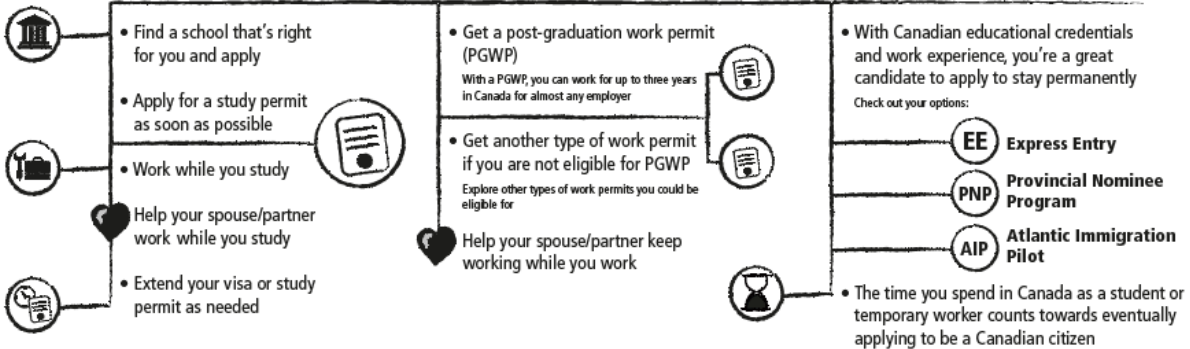 • Find a school that's right
for you and apply
• Apply for a study permit
as soon as possible
• Work while you study
Help your spouse/partner
work while you study
• Extend your visa or study
permit as needed
• Get a post-graduation work permit
(PGWP)
With a PGWP, you can work for up to three years
in Canada for almost any employer
• Get another type of work permit
if you are not eligible for PGWP
Explore other types of work permits you could be
eligible for
Help your spouse/partner keep
working while you work
• With Canadian educational credentials
and work experience, you're a great
candidate to apply to stay permanently
Check out your options:
EE Express Entry
PNP Provincial Nominee
Program
AIP Atlantic Immigration
Pilot
• The time you spend in Canada as a student or
temporary worker counts towards eventually
applying to be a Canadian citizen